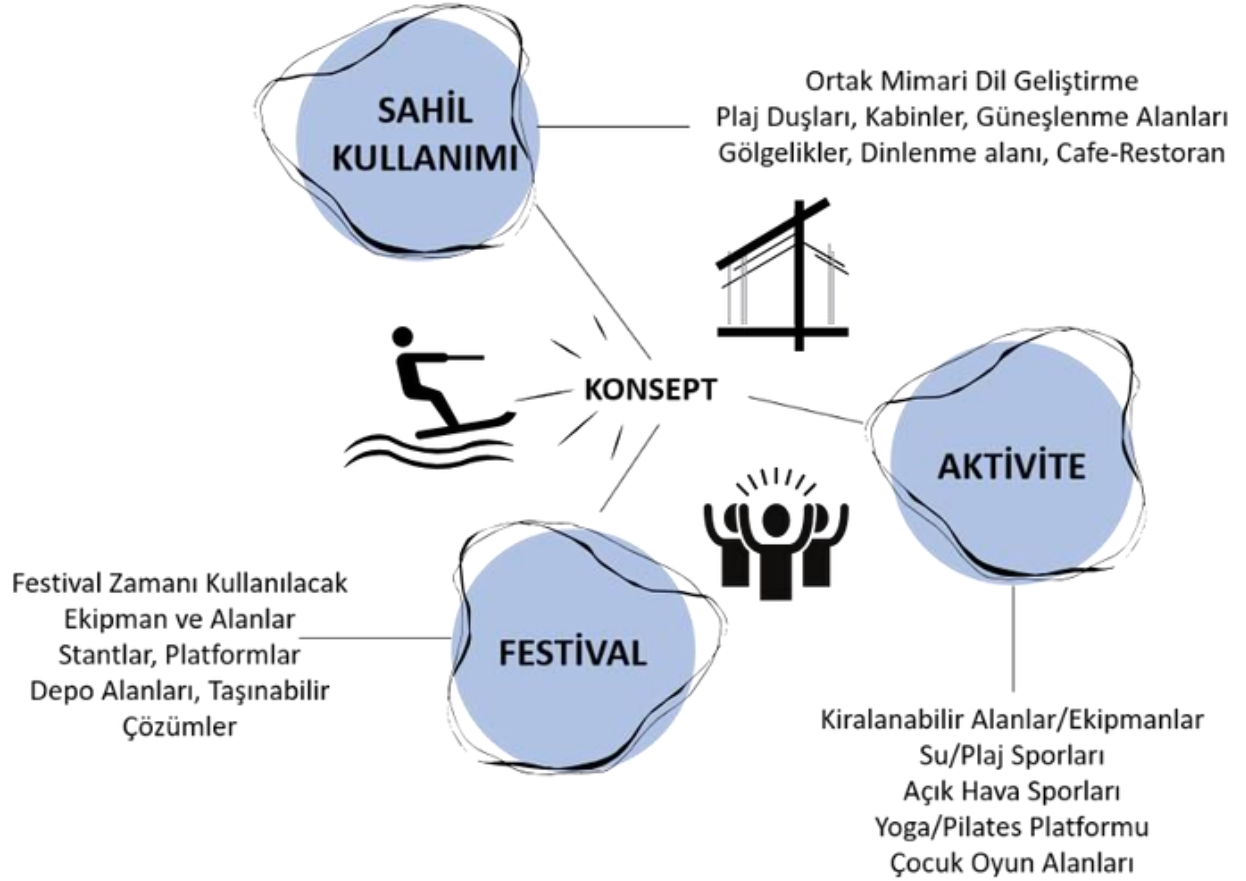 SAHİL
KULLANIMI
Ortak Mimari Dil Geliştirme
Plaj Duşları, Kabinler, Güneşlenme Alanları
Gölgelikler, Dinlenme alanı, Cafe-Restoran
KONSEPT
AKTİVİTE
Kiralanabilir Alanlar/Ekipmanlar
Su/Plaj Sporları
Açık Hava Sporları
Yoga/Pilates Platformu
Çocuk Oyun Alanları
FESTİVAL
Festival Zamanı Kullanılacak
Ekipman ve Alanlar
Stantlar, Platformlar
Depo Alanları, Taşınabilir
Çözümler